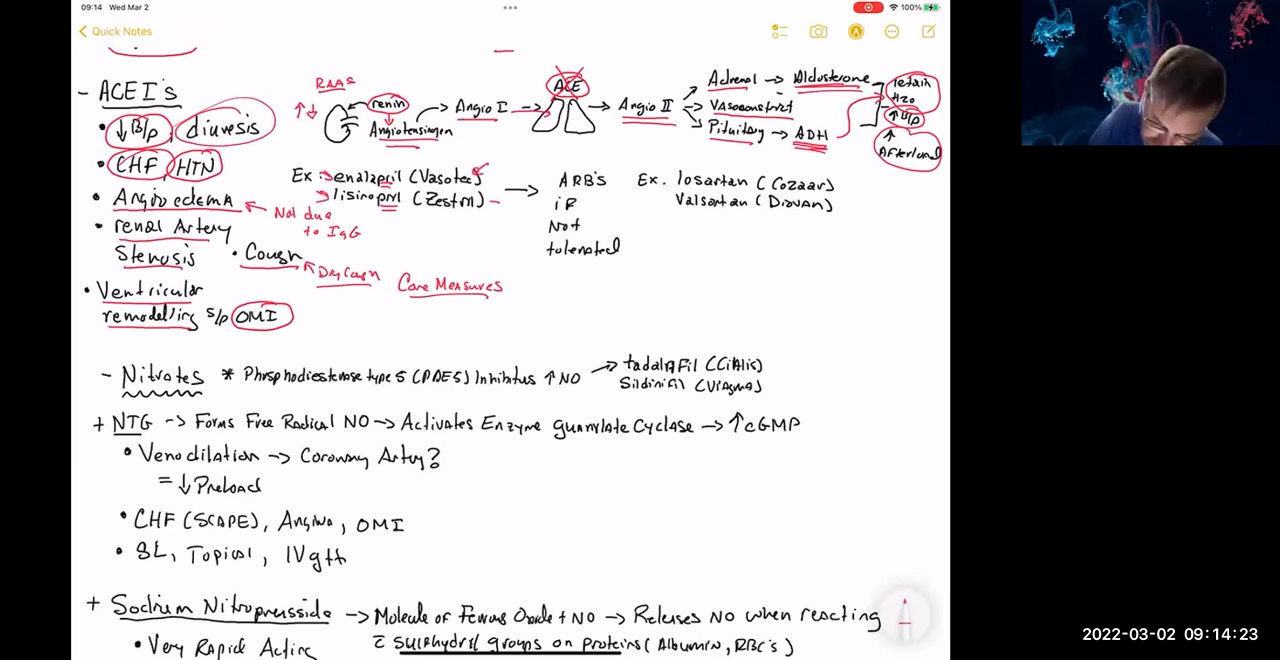 09:14 Wed Mar 2
100%
Quick Notes
- ACEI's
RAAS
• ↓B/p, diuresis
• CHF, HTN
• Angioedema
Not due to IgG
• renal Artery Stenosis
• Cough
Dry Cough
Core Measures
• Ventricular remodelling s/p OMI
↑↓
renin
Angiotensinogen → Angio I → ACE → Angio II
→ Adrenal → Aldosterone
→ Vasoconstrict
→ Pituitary → ADH
retain H2O
↑B/p
↑ Afterload
Ex: enalapril (Vasotec)
lisinopril (Zestril)
→ ARB's
if
Not
tolerated
Ex. losartan (Cozaar)
Valsartan (Diovan)
- Nitrates * Phosphodiesterase type 5 (PDE5) Inhibitors ↑ NO → tadalafil (Cialis)
Sildinifil (Viagra)
+ NTG → Forms Free Radical NO → Activates Enzyme guanylate Cyclase → ↑cGMP
• Venodilation → Coronary Artery?
= ↓ Preload
• CHF (SCAPE), Angina, OMI
• SL, Topical, IV gtt
+ Sodium Nitroprusside → Molecule of Ferrous Oxide + NO → Releases NO when reacting
c̄ sulfhydril groups on proteins (Albumin, RBC's)
• Very Rapid Acting
2022-03-02 09:14:23